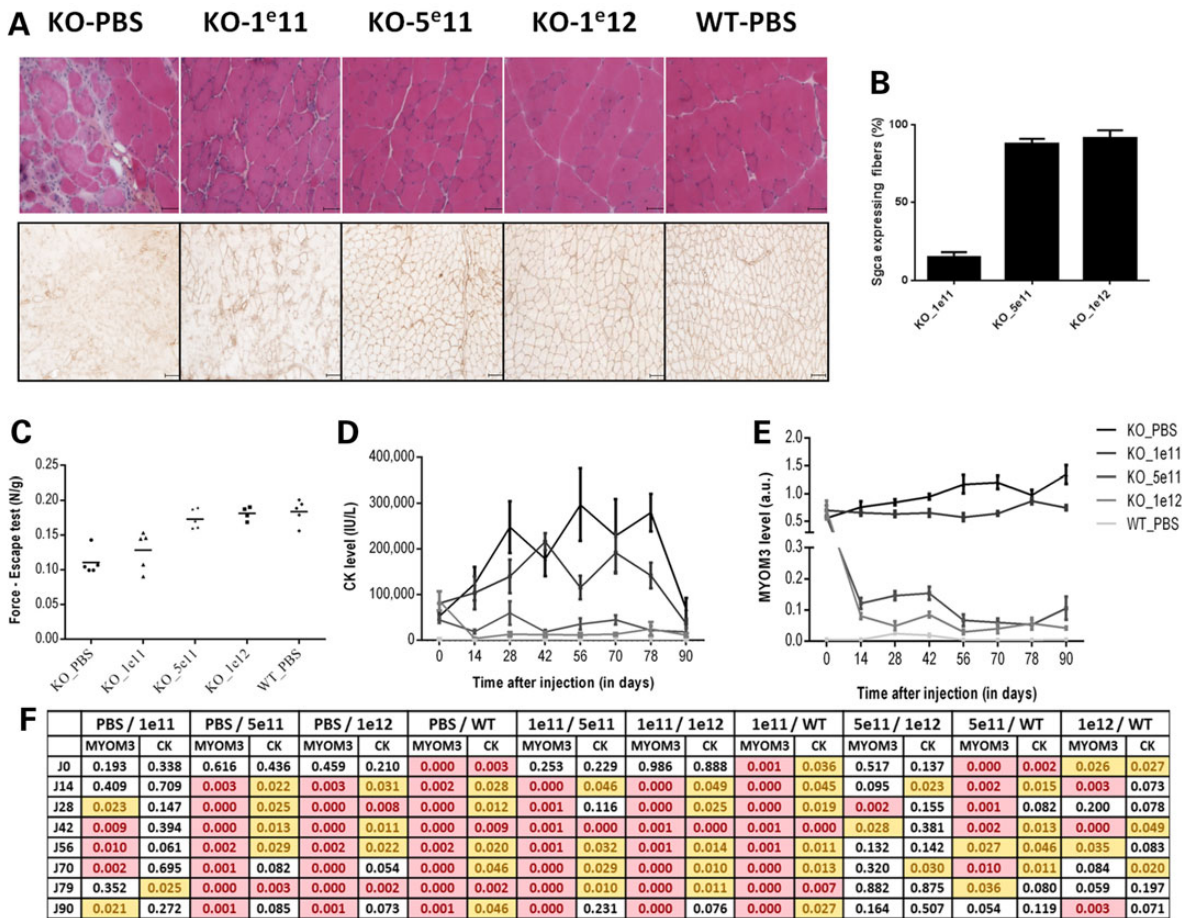 A KO-PBS KO-1e11 KO-5e11 KO-1e12 WT-PBS
B
Sgca expressing fibers (%)
100
50
0
KO_1e11 KO_5e11 KO_1e12
C
Force - Escape test (N/g)
0.25
0.20
0.15
0.10
0.05
0.00
KO_PBS KO_1e11 KO_5e11 KO_1e12 WT_PBS
D
CK level (IU/L)
400,000
300,000
200,000
100,000
0
0 14 28 42 56 70 78 90
Time after injection (in days)
E
MYOM3 level (a.u.)
2.0
1.5
1.0
0.5
0.3
0.2
0.1
0.0
0 14 28 42 56 70 78 90
Time after injection (in days)
KO_PBS
KO_1e11
KO_5e11
KO_1e12
WT_PBS
F
PBS / 1e11 PBS / 5e11 PBS / 1e12 PBS / WT 1e11 / 5e11 1e11 / 1e12 1e11 / WT 5e11 / 1e12 5e11 / WT 1e12 / WT
MYOM3 CK MYOM3 CK MYOM3 CK MYOM3 CK MYOM3 CK MYOM3 CK MYOM3 CK MYOM3 CK MYOM3 CK MYOM3 CK
J0 0.193 0.338 0.616 0.436 0.459 0.210 0.000 0.003 0.253 0.229 0.986 0.888 0.001 0.036 0.517 0.137 0.000 0.002 0.026 0.027
J14 0.409 0.709 0.003 0.022 0.003 0.031 0.002 0.028 0.000 0.046 0.000 0.049 0.000 0.045 0.095 0.023 0.002 0.015 0.003 0.073
J28 0.023 0.147 0.000 0.025 0.000 0.008 0.000 0.012 0.001 0.116 0.000 0.025 0.000 0.019 0.002 0.155 0.001 0.082 0.200 0.078
J42 0.009 0.394 0.000 0.013 0.000 0.011 0.000 0.009 0.001 0.000 0.000 0.000 0.001 0.000 0.028 0.381 0.002 0.013 0.000 0.049
J56 0.010 0.061 0.002 0.029 0.002 0.022 0.002 0.020 0.001 0.032 0.001 0.014 0.001 0.011 0.132 0.142 0.027 0.046 0.035 0.083
J70 0.002 0.695 0.001 0.082 0.000 0.054 0.000 0.046 0.000 0.029 0.000 0.010 0.000 0.013 0.320 0.030 0.010 0.011 0.084 0.020
J79 0.352 0.025 0.000 0.003 0.000 0.002 0.000 0.002 0.000 0.010 0.000 0.011 0.000 0.007 0.882 0.875 0.036 0.080 0.059 0.197
J90 0.021 0.272 0.001 0.085 0.001 0.073 0.001 0.046 0.000 0.231 0.000 0.076 0.000 0.027 0.164 0.507 0.054 0.119 0.003 0.071